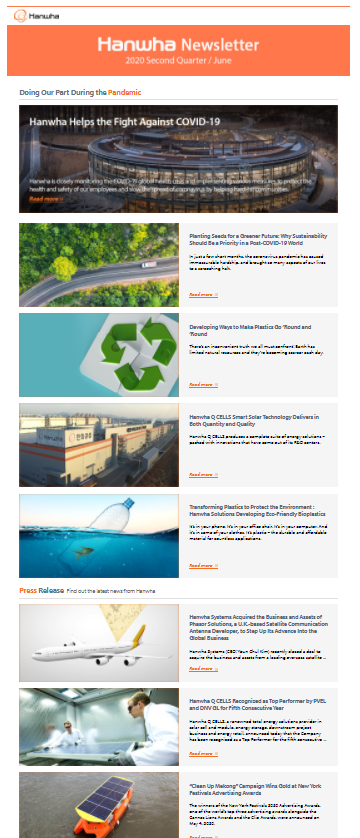 Hanwha
Hanwha Newsletter
2020 Second Quarter / June
Doing Our Part During the Pandemic
Hanwha Helps the Fight Against COVID-19
Hanwha is closely monitoring the COVID-19 global health crisis and implementing various measures to protect the
health and safety of our employees and slow the spread of coronavirus by helping food-hit communities.
Read more
Planting Seeds for a Greener Future: Why Sustainability
Should Be a Priority in a Post-COVID-19 World
In just a few short months, the coronavirus pandemic has caused
immeasurable hardship, and brought so many aspects of our lives
to a screeching halt.
Read more
Developing Ways to Make Plastics Go 'Round and
'Round
There's an inconvenient truth we all must confront: Earth has
limited natural resources and they're becoming scarcer each day.
Read more
Hanwha Q CELLS Smart Solar Technology Delivers in
Both Quantity and Quality
Hanwha Q CELLS produces a complete suite of energy solutions –
packed with innovations that have come out of its R&D centers.
Read more
Transforming Plastics to Protect the Environment :
Hanwha Solutions Developing Eco-Friendly Bioplastics
It's in your phone. It's in your office chair. It's in your computer. And
it's in some of your clothes. It's plastic – the durable and affordable
material for countless applications.
Read more
Press Release Find out the latest news from Hanwha
Hanwha Systems Acquired the Business and Assets of
Phasor Solutions, a U.K.-based Satellite Communication
Antenna Developer, to Step Up Its Advance Into the
Global Business
Hanwha Systems (CEO: Youn Chul Kim) recently closed a deal to
acquire the business and assets from a leading overseas satellite ...
Read more
Hanwha Q CELLS Recognized as Top Performer by PVEL
and DNV GL for Fifth Consecutive Year
Hanwha Q CELLS, a renowned total energy solutions provider in
solar cell and module, energy storage, downstream project
business and energy retail, announced today that the Company
has been recognized as a Top Performer for the fifth consecutive ...
Read more
"Clean Up Mekong" Campaign Wins Gold at New York
Festivals Advertising Awards
The winners of the New York Festivals 2020 Advertising Awards,
one of the world's top three advertising awards alongside the
Cannes Lions Awards and the Clio Awards, were announced on
May 4, 2020.
Read more